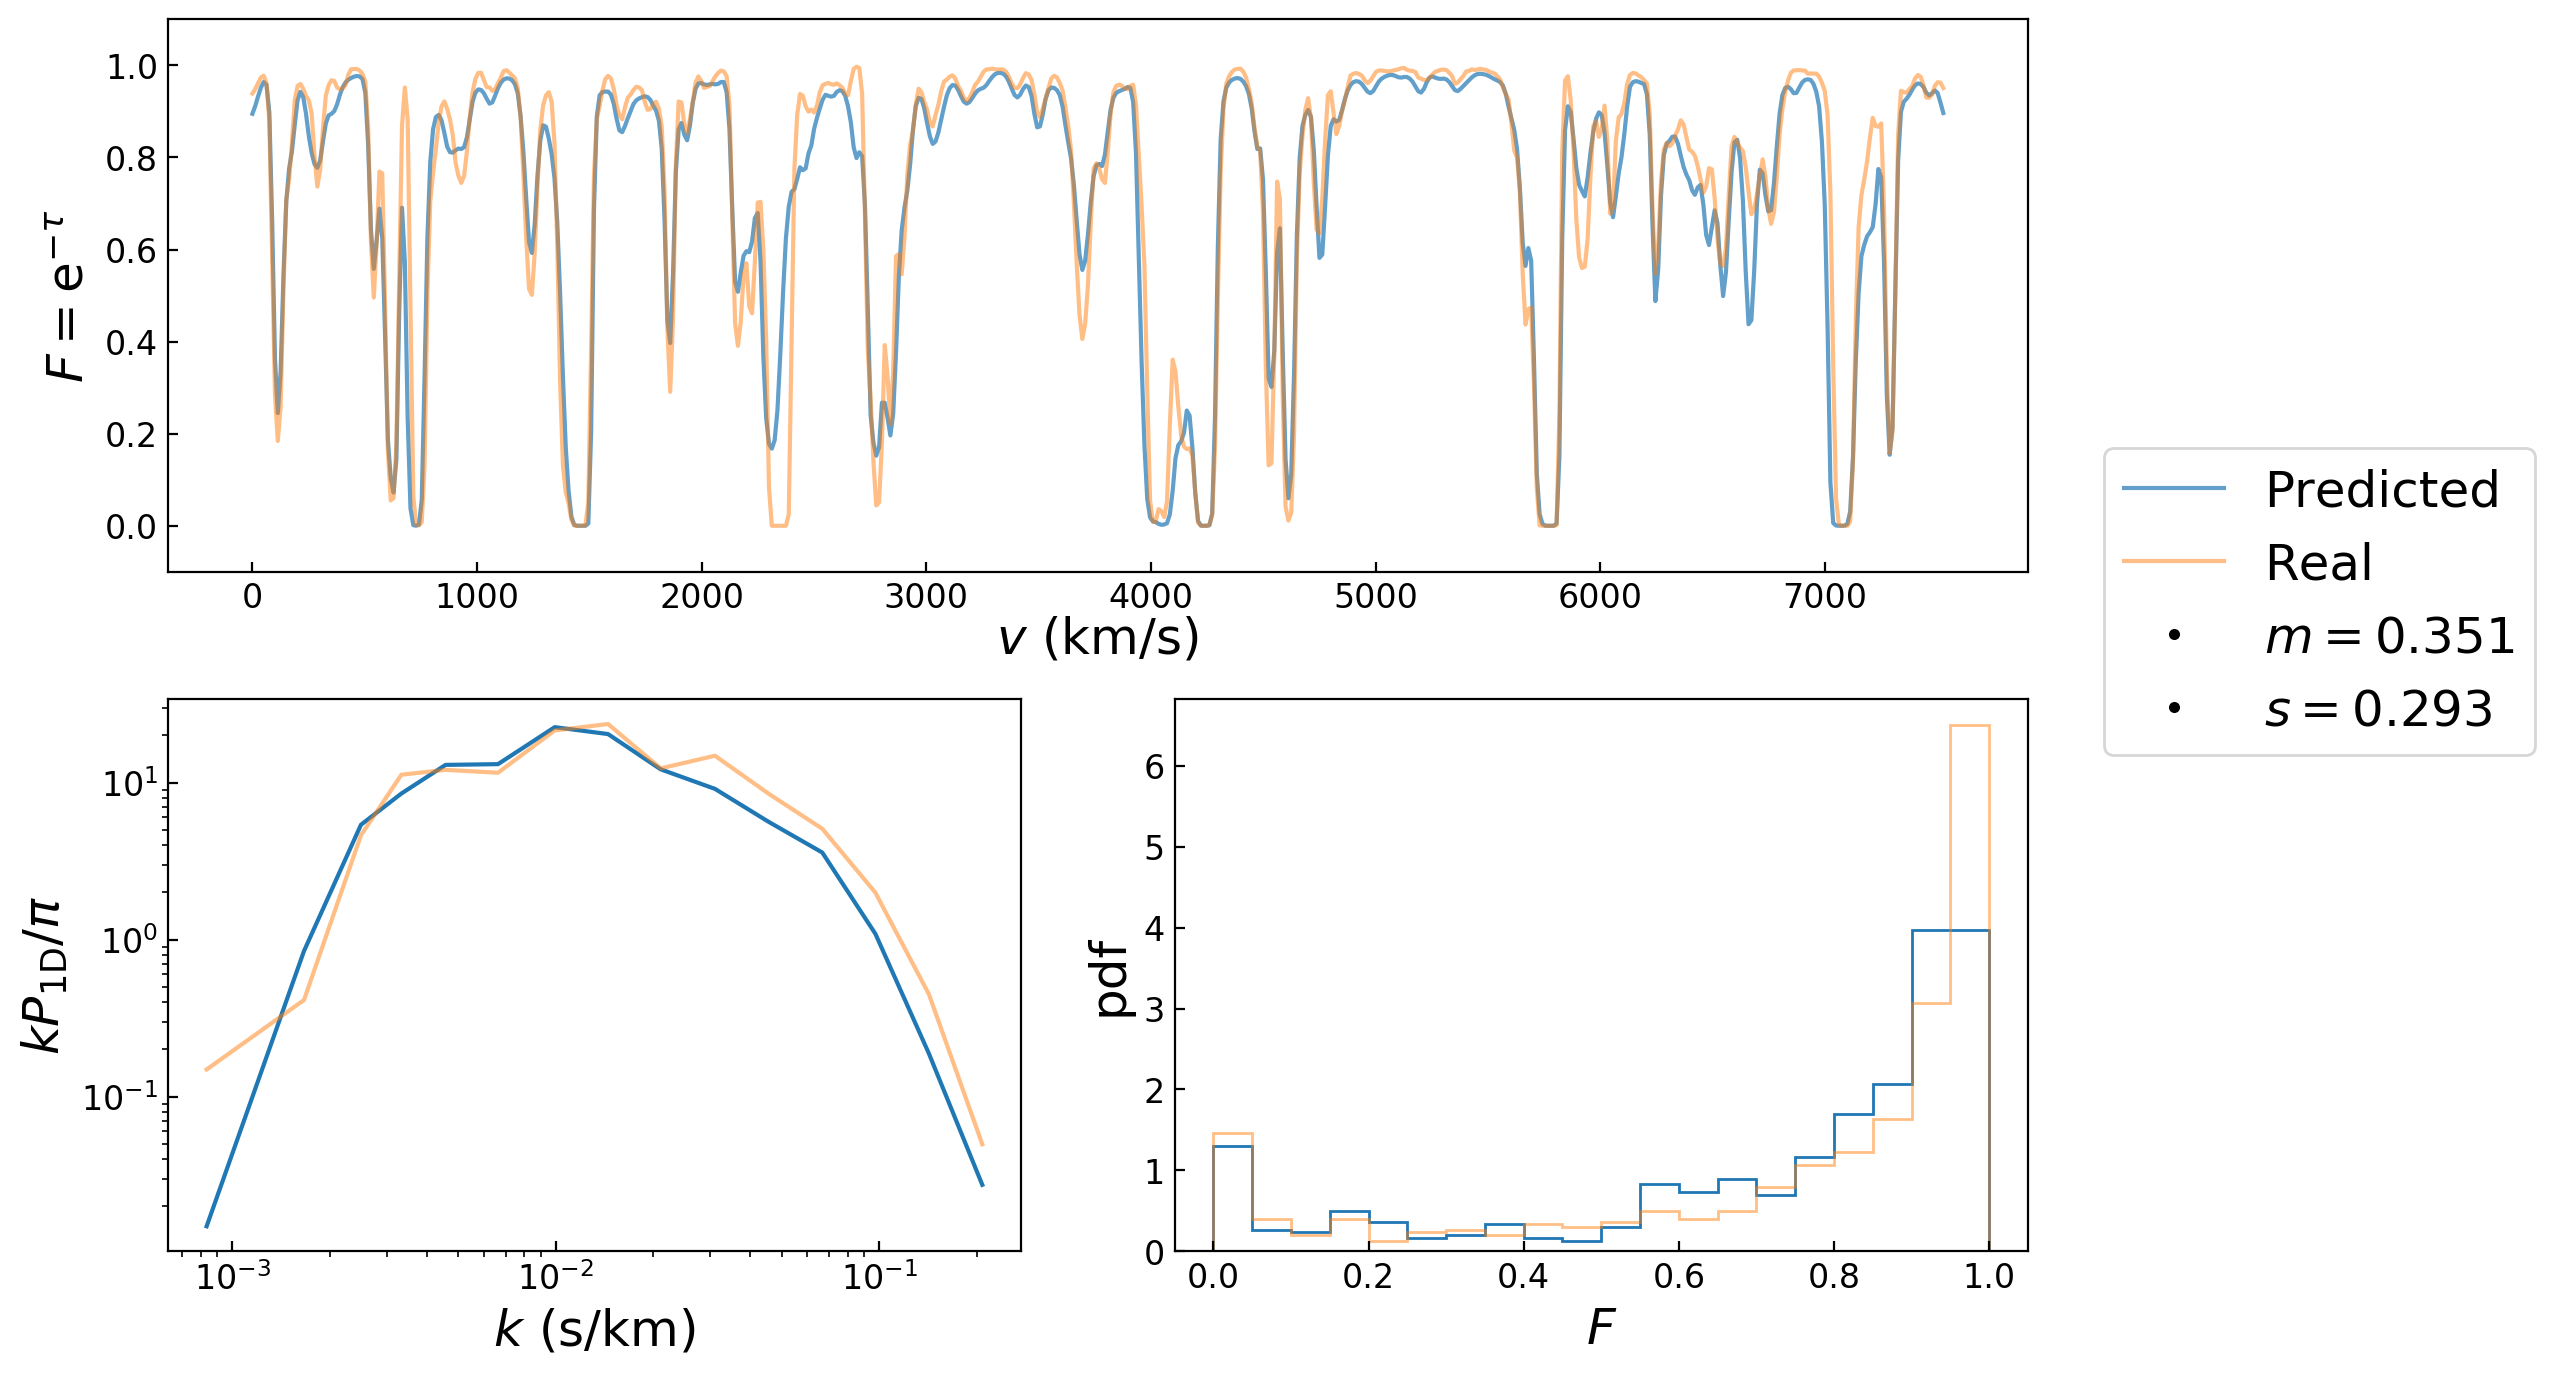 F = e^{−τ}
1.0
0.8
0.6
0.4
0.2
0.0
0 1000 2000 3000 4000 5000 6000 7000
v (km/s)
Predicted
Real
m = 0.351
s = 0.293
kP_{1D}/π
10^1
10^0
10^{−1}
10^{−3} 10^{−2} 10^{−1}
k (s/km)
pdf
6
5
4
3
2
1
0
0.0 0.2 0.4 0.6 0.8 1.0
F